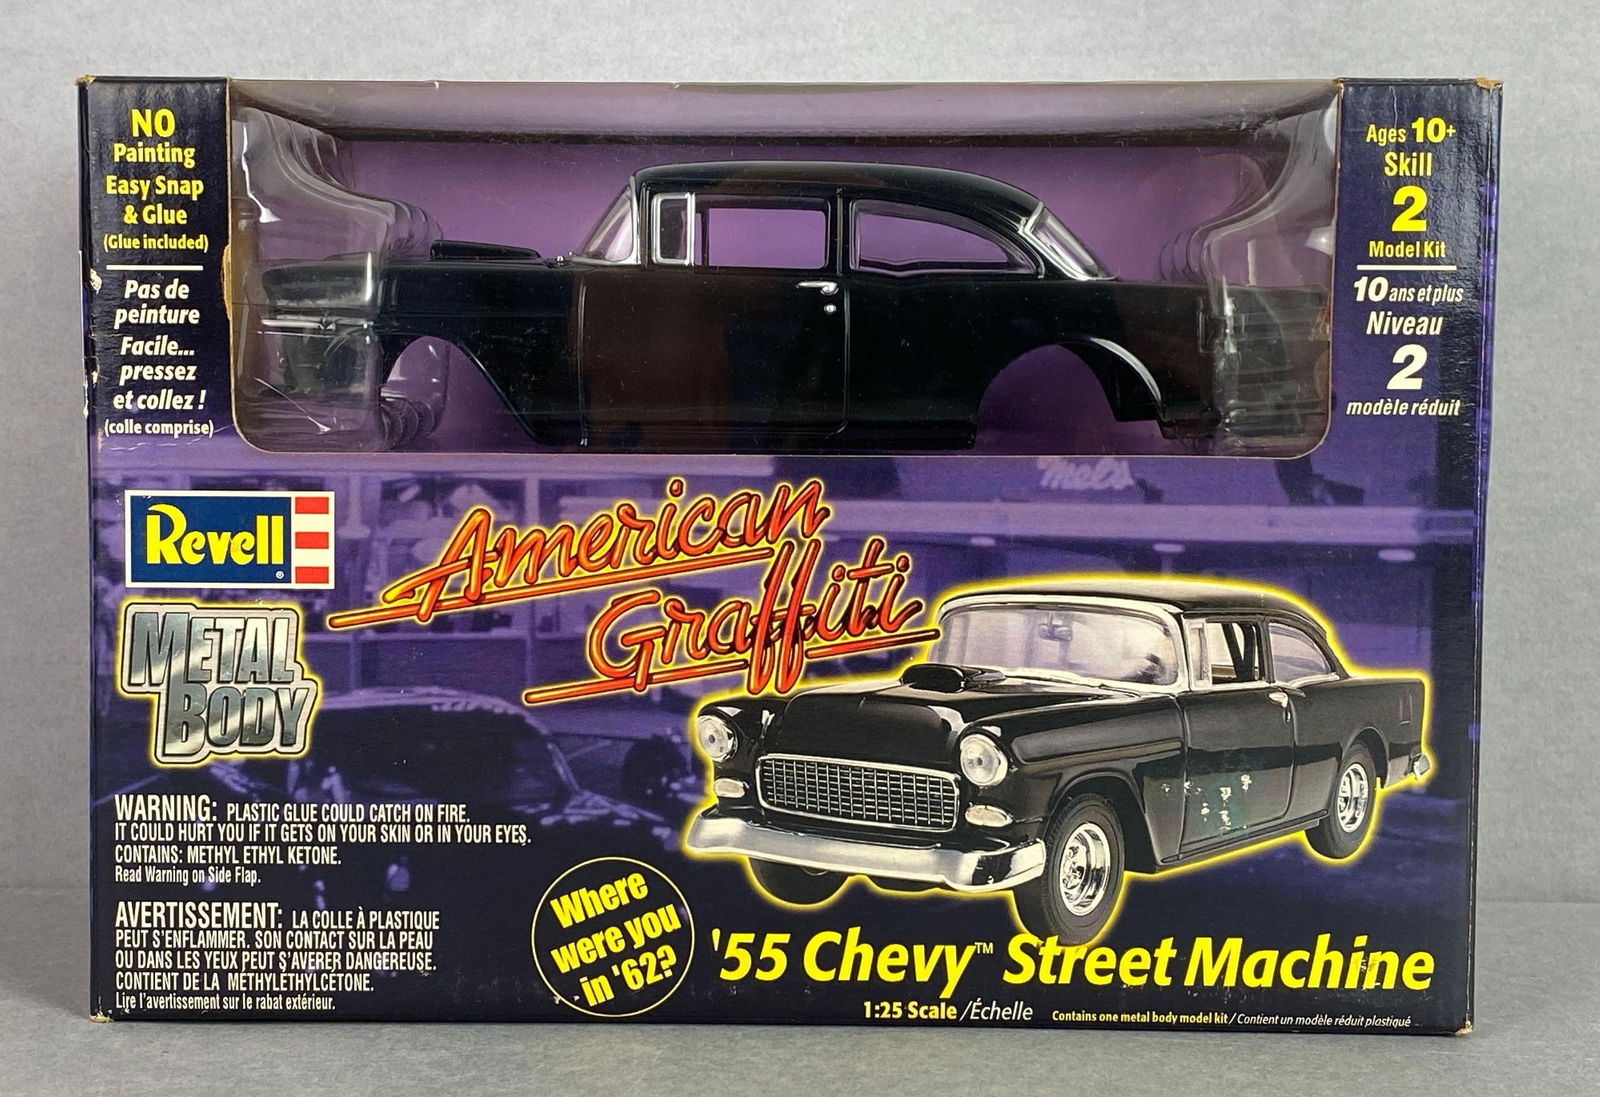 NO
Painting
Easy Snap
& Glue
(Glue included)
Pas de
peinture
Facile...
pressez
et collez !
(colle comprise)
Ages 10+
Skill
2
Model Kit
10 ans et plus
Niveau
2
modèle réduit
Mel's
Revell®
American
Graffiti
METAL
BODY
WARNING: PLASTIC GLUE COULD CATCH ON FIRE.
IT COULD HURT YOU IF IT GETS ON YOUR SKIN OR IN YOUR EYES.
CONTAINS: METHYL ETHYL KETONE.
Read Warning on Side Flap.
AVERTISSEMENT: LA COLLE À PLASTIQUE
PEUT S'ENFLAMMER. SON CONTACT SUR LA PEAU
OU DANS LES YEUX PEUT S'AVERER DANGEREUSE.
CONTIENT DE LA MÉTHYLÉTHYLCÉTONE.
Lire l'avertissement sur le rabat extérieur.
Where
were you
in '62?
'55 Chevy™ Street Machine
1:25 Scale /Échelle
Contains one metal body model kit / Contient un modèle réduit plastiqué